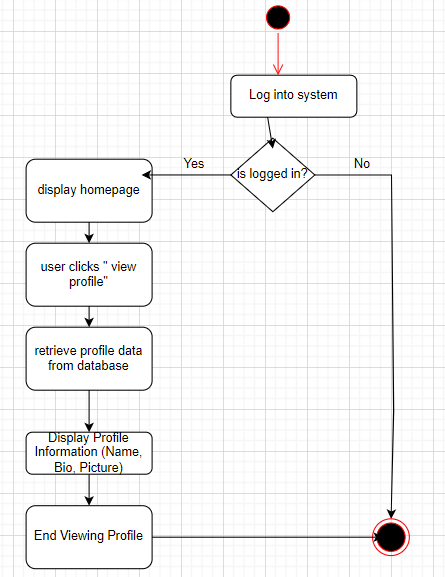 Log into system
is logged in?
Yes
No
display homepage
user clicks " view
profile"
retrieve profile data
from database
Display Profile
Information (Name,
Bio, Picture)
End Viewing Profile